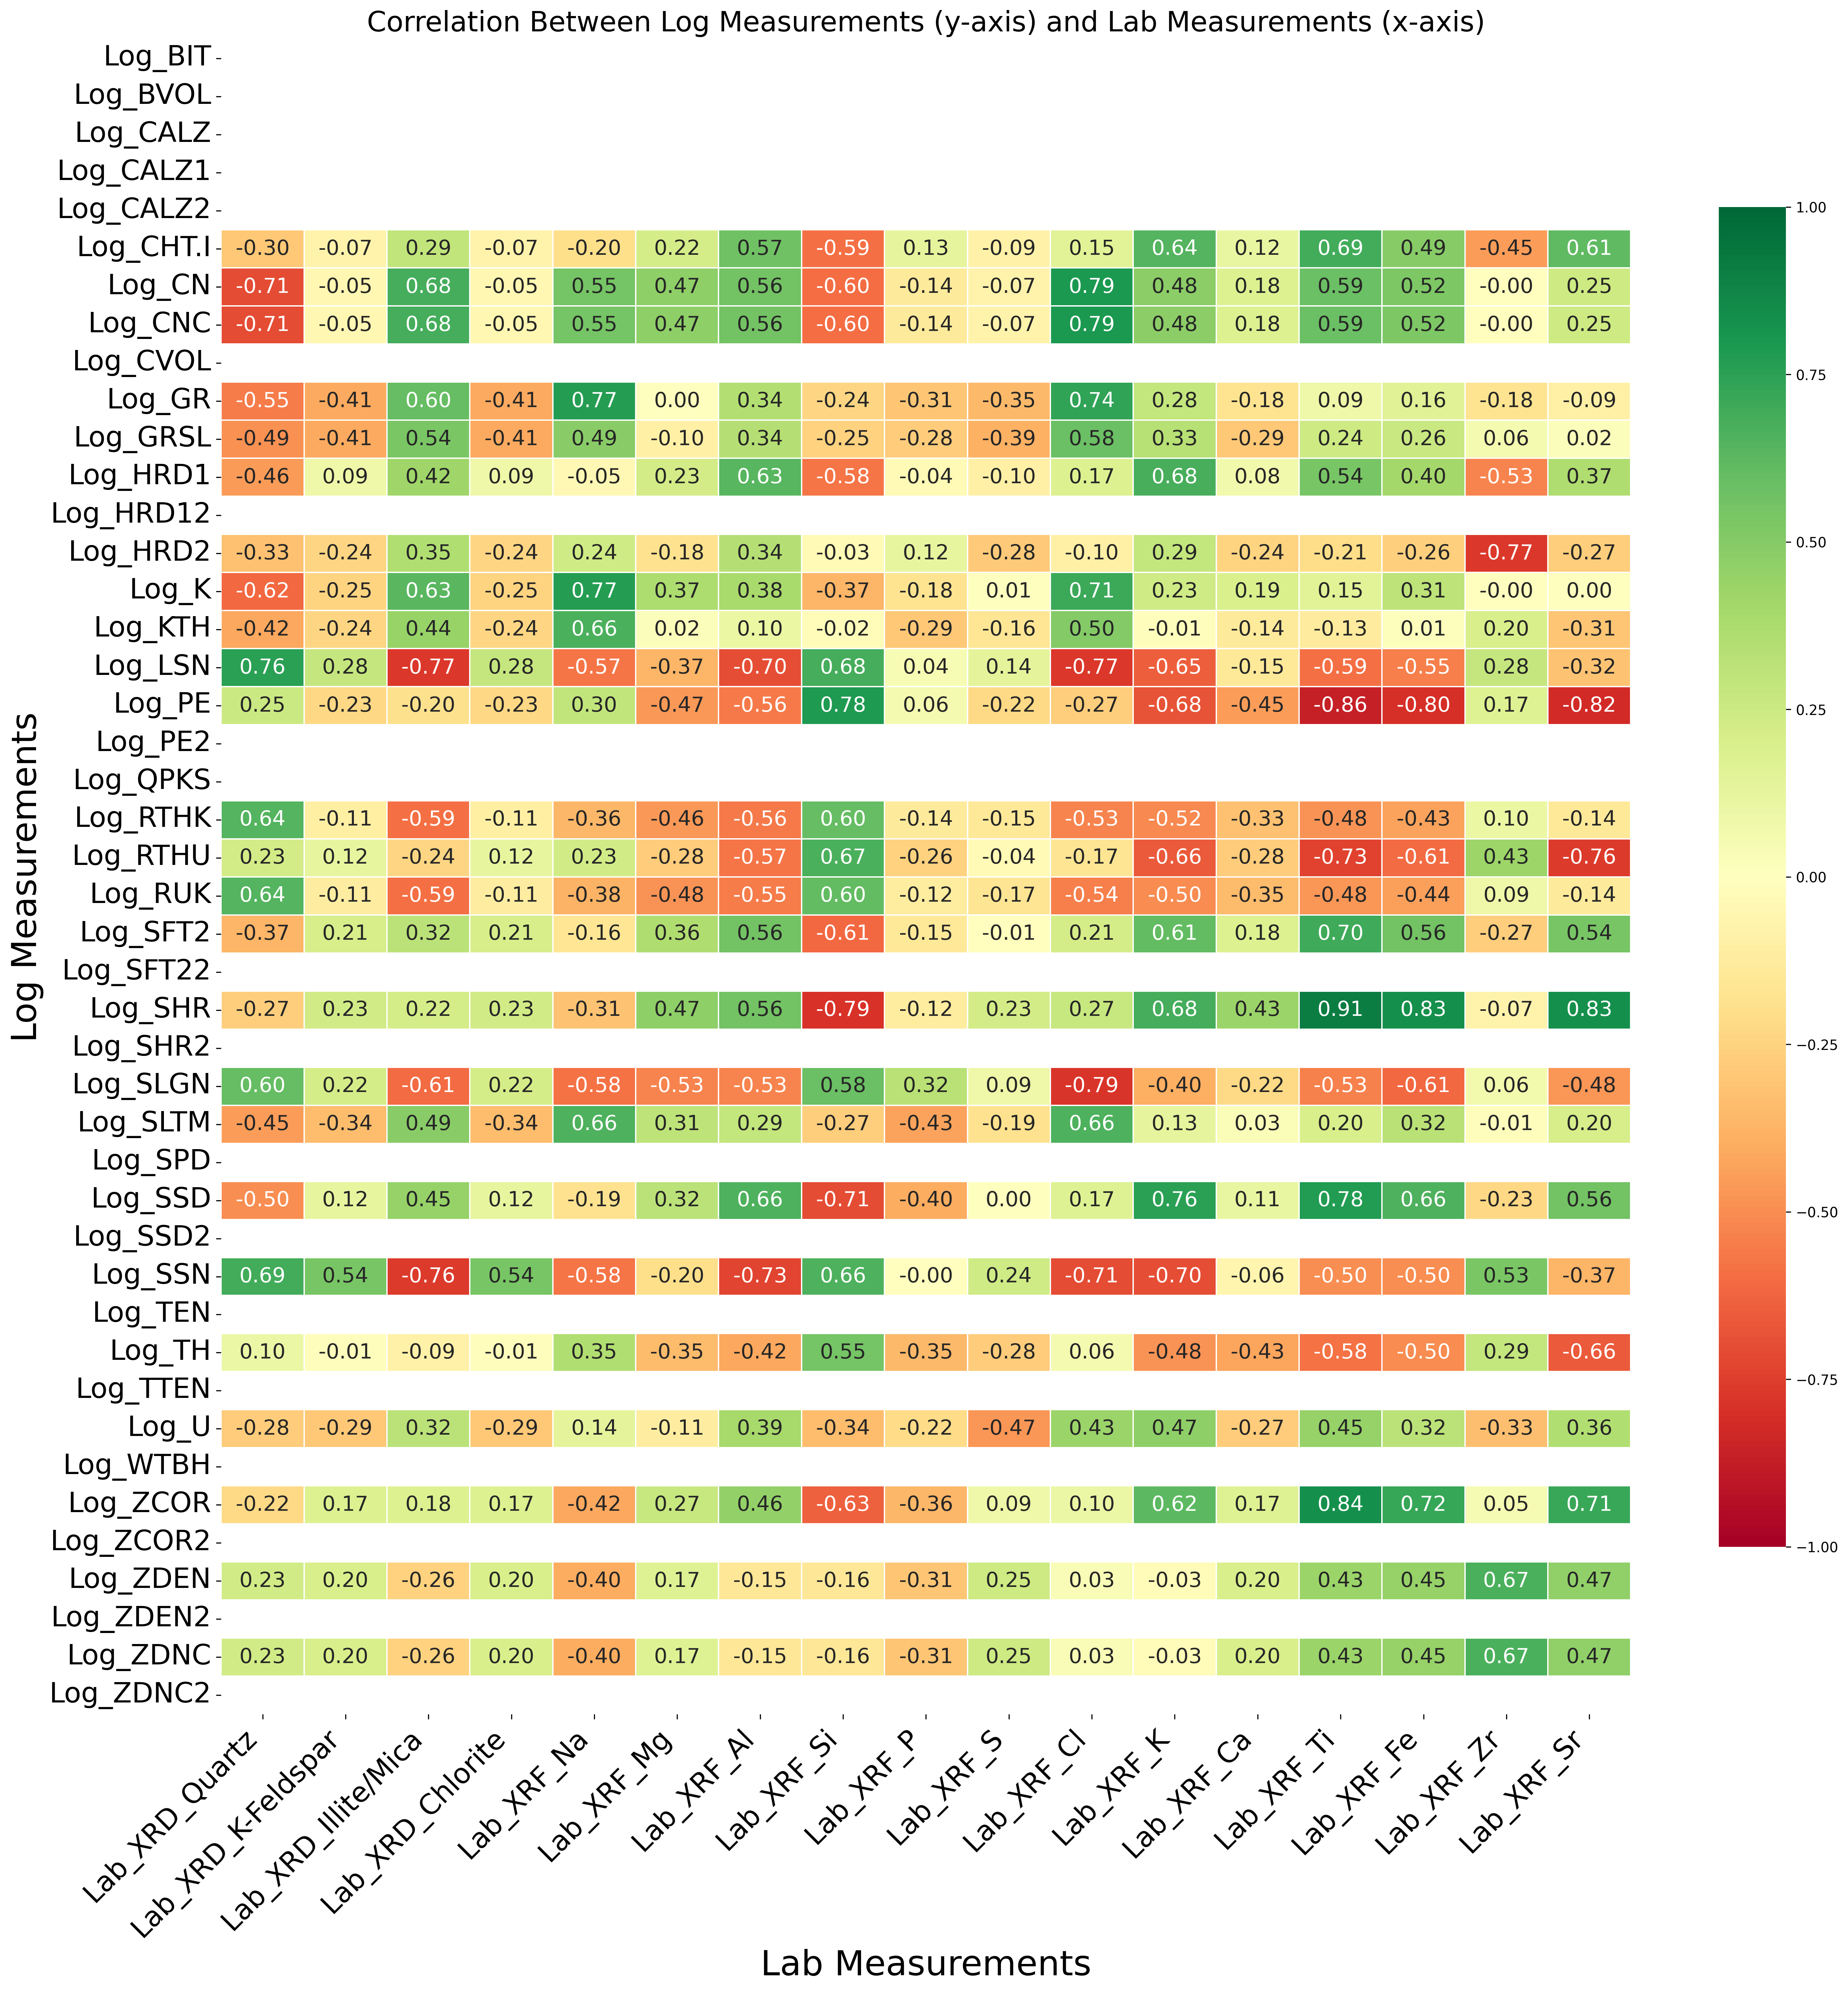 Correlation Between Log Measurements (y-axis) and Lab Measurements (x-axis)
Log Measurements
Log_BIT
Log_BVOL
Log_CALZ
Log_CALZ1
Log_CALZ2
Log_CHT.I -0.30 -0.07 0.29 -0.07 -0.20 0.22 0.57 -0.59 0.13 -0.09 0.15 0.64 0.12 0.69 0.49 -0.45 0.61
Log_CN -0.71 -0.05 0.68 -0.05 0.55 0.47 0.56 -0.60 -0.14 -0.07 0.79 0.48 0.18 0.59 0.52 -0.00 0.25
Log_CNC -0.71 -0.05 0.68 -0.05 0.55 0.47 0.56 -0.60 -0.14 -0.07 0.79 0.48 0.18 0.59 0.52 -0.00 0.25
Log_CVOL
Log_GR -0.55 -0.41 0.60 -0.41 0.77 0.00 0.34 -0.24 -0.31 -0.35 0.74 0.28 -0.18 0.09 0.16 -0.18 -0.09
Log_GRSL -0.49 -0.41 0.54 -0.41 0.49 -0.10 0.34 -0.25 -0.28 -0.39 0.58 0.33 -0.29 0.24 0.26 0.06 0.02
Log_HRD1 -0.46 0.09 0.42 0.09 -0.05 0.23 0.63 -0.58 -0.04 -0.10 0.17 0.68 0.08 0.54 0.40 -0.53 0.37
Log_HRD12
Log_HRD2 -0.33 -0.24 0.35 -0.24 0.24 -0.18 0.34 -0.03 0.12 -0.28 -0.10 0.29 -0.24 -0.21 -0.26 -0.77 -0.27
Log_K -0.62 -0.25 0.63 -0.25 0.77 0.37 0.38 -0.37 -0.18 0.01 0.71 0.23 0.19 0.15 0.31 -0.00 0.00
Log_KTH -0.42 -0.24 0.44 -0.24 0.66 0.02 0.10 -0.02 -0.29 -0.16 0.50 -0.01 -0.14 -0.13 0.01 0.20 -0.31
Log_LSN 0.76 0.28 -0.77 0.28 -0.57 -0.37 -0.70 0.68 0.04 0.14 -0.77 -0.65 -0.15 -0.59 -0.55 0.28 -0.32
Log_PE 0.25 -0.23 -0.20 -0.23 0.30 -0.47 -0.56 0.78 0.06 -0.22 -0.27 -0.68 -0.45 -0.86 -0.80 0.17 -0.82
Log_PE2
Log_QPKS
Log_RTHK 0.64 -0.11 -0.59 -0.11 -0.36 -0.46 -0.56 0.60 -0.14 -0.15 -0.53 -0.52 -0.33 -0.48 -0.43 0.10 -0.14
Log_RTHU 0.23 0.12 -0.24 0.12 0.23 -0.28 -0.57 0.67 -0.26 -0.04 -0.17 -0.66 -0.28 -0.73 -0.61 0.43 -0.76
Log_RUK 0.64 -0.11 -0.59 -0.11 -0.38 -0.48 -0.55 0.60 -0.12 -0.17 -0.54 -0.50 -0.35 -0.48 -0.44 0.09 -0.14
Log_SFT2 -0.37 0.21 0.32 0.21 -0.16 0.36 0.56 -0.61 -0.15 -0.01 0.21 0.61 0.18 0.70 0.56 -0.27 0.54
Log_SFT22
Log_SHR -0.27 0.23 0.22 0.23 -0.31 0.47 0.56 -0.79 -0.12 0.23 0.27 0.68 0.43 0.91 0.83 -0.07 0.83
Log_SHR2
Log_SLGN 0.60 0.22 -0.61 0.22 -0.58 -0.53 -0.53 0.58 0.32 0.09 -0.79 -0.40 -0.22 -0.53 -0.61 0.06 -0.48
Log_SLTM -0.45 -0.34 0.49 -0.34 0.66 0.31 0.29 -0.27 -0.43 -0.19 0.66 0.13 0.03 0.20 0.32 -0.01 0.20
Log_SPD
Log_SSD -0.50 0.12 0.45 0.12 -0.19 0.32 0.66 -0.71 -0.40 0.00 0.17 0.76 0.11 0.78 0.66 -0.23 0.56
Log_SSD2
Log_SSN 0.69 0.54 -0.76 0.54 -0.58 -0.20 -0.73 0.66 -0.00 0.24 -0.71 -0.70 -0.06 -0.50 -0.50 0.53 -0.37
Log_TEN
Log_TH 0.10 -0.01 -0.09 -0.01 0.35 -0.35 -0.42 0.55 -0.35 -0.28 0.06 -0.48 -0.43 -0.58 -0.50 0.29 -0.66
Log_TTEN
Log_U -0.28 -0.29 0.32 -0.29 0.14 -0.11 0.39 -0.34 -0.22 -0.47 0.43 0.47 -0.27 0.45 0.32 -0.33 0.36
Log_WTBH
Log_ZCOR -0.22 0.17 0.18 0.17 -0.42 0.27 0.46 -0.63 -0.36 0.09 0.10 0.62 0.17 0.84 0.72 0.05 0.71
Log_ZCOR2
Log_ZDEN 0.23 0.20 -0.26 0.20 -0.40 0.17 -0.15 -0.16 -0.31 0.25 0.03 -0.03 0.20 0.43 0.45 0.67 0.47
Log_ZDEN2
Log_ZDNC 0.23 0.20 -0.26 0.20 -0.40 0.17 -0.15 -0.16 -0.31 0.25 0.03 -0.03 0.20 0.43 0.45 0.67 0.47
Log_ZDNC2
Lab_XRD_Quartz
Lab_XRD_K-Feldspar
Lab_XRD_Illite/Mica
Lab_XRD_Chlorite
Lab_XRF_Na
Lab_XRF_Mg
Lab_XRF_Al
Lab_XRF_Si
Lab_XRF_P
Lab_XRF_S
Lab_XRF_Cl
Lab_XRF_K
Lab_XRF_Ca
Lab_XRF_Ti
Lab_XRF_Fe
Lab_XRF_Zr
Lab_XRF_Sr
Lab Measurements
1.00
0.75
0.50
0.25
0.00
−0.25
−0.50
−0.75
−1.00